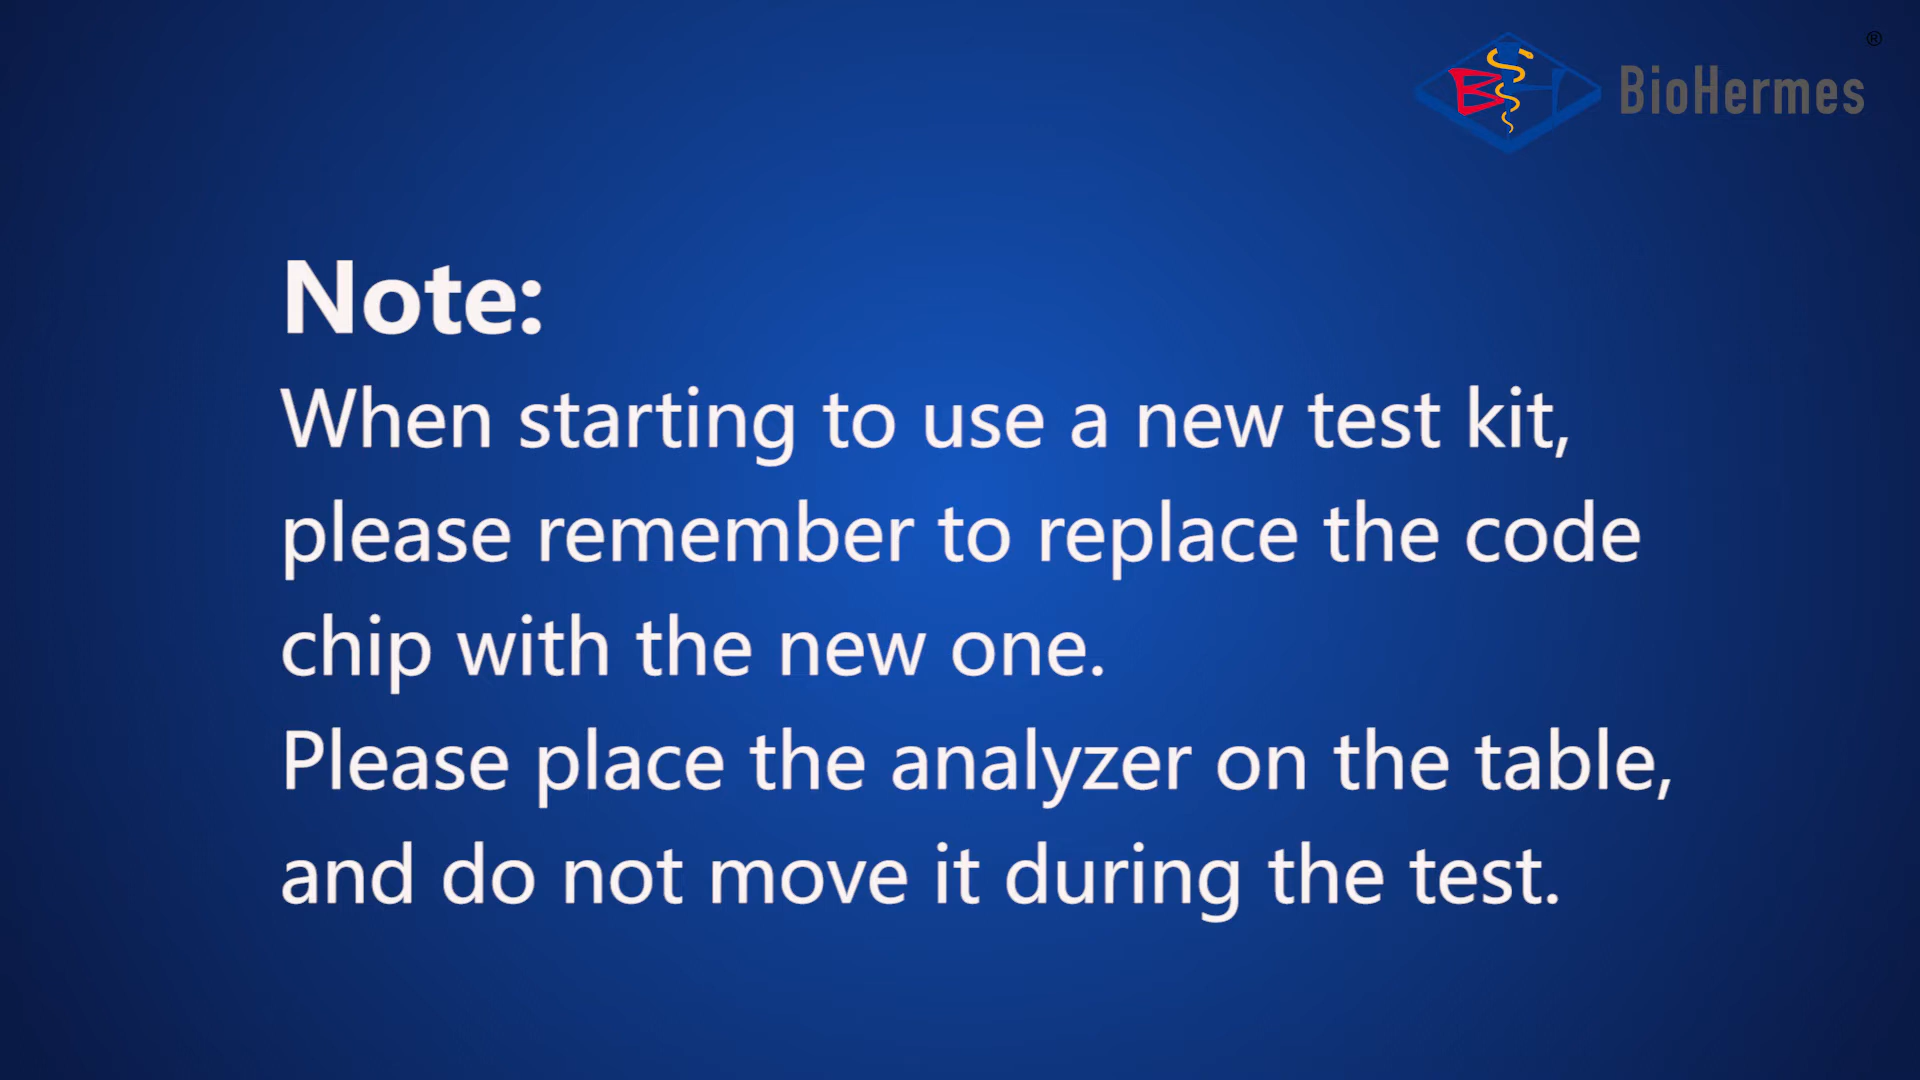 BH BioHermes ®
Note:
When starting to use a new test kit,
please remember to replace the code
chip with the new one.
Please place the analyzer on the table,
and do not move it during the test.